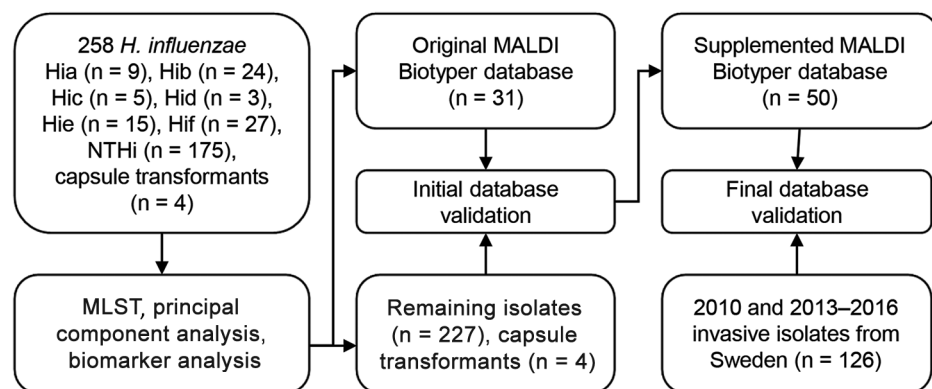 258 H. influenzae
Hia (n = 9), Hib (n = 24),
Hic (n = 5), Hid (n = 3),
Hie (n = 15), Hif (n = 27),
NTHi (n = 175),
capsule transformants
(n = 4)
MLST, principal
component analysis,
biomarker analysis
Original MALDI
Biotyper database
(n = 31)
Initial database
validation
Remaining isolates
(n = 227), capsule
transformants (n = 4)
Supplemented MALDI
Biotyper database
(n = 50)
Final database
validation
2010 and 2013–2016
invasive isolates from
Sweden (n = 126)